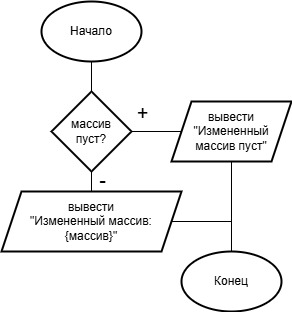 Начало
массив
пуст?
+
вывести
"Измененный
массив пуст"
-
вывести
"Измененный массив:
{массив}"
Конец